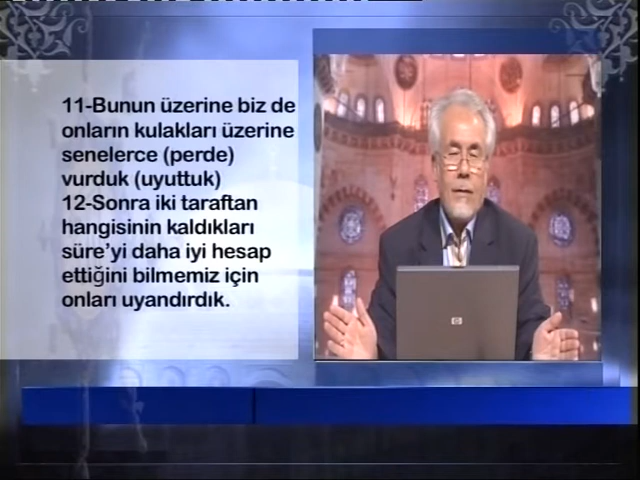 11-Bunun üzerine biz de
onların kulakları üzerine
senelerce (perde)
vurduk (uyuttuk)
12-Sonra iki taraftan
hangisinin kaldıkları
süre'yi daha iyi hesap
ettiğini bilmemiz için
onları uyandırdık.
hp